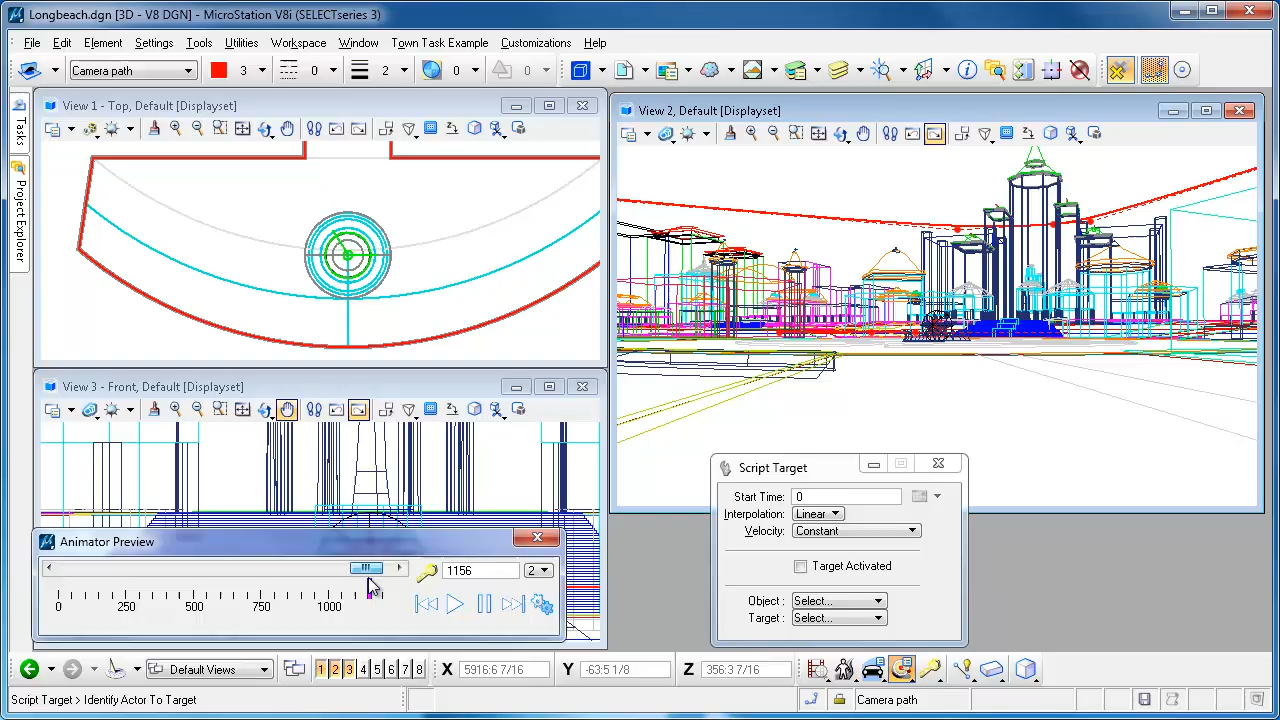 Longbeach.dgn [3D - V8 DGN] - MicroStation V8i (SELECTseries 3)
File Edit Element Settings Tools Utilities Workspace Window Town Task Example Customizations Help
Camera path 3 0 2 0 0
Tasks
Project Explorer
View 1 - Top, Default [Displayset]
View 2, Default [Displayset]
View 3 - Front, Default [Displayset]
Script Target
Start Time: 0
Interpolation: Linear
Velocity: Constant
Target Activated
Object: Select...
Target: Select...
Animator Preview
1156 2
0 250 500 750 1000
Default Views 1 2 3 4 5 6 7 8 X 5916:6 7/16 Y -63:5 1/8 Z 356:3 7/16
Script Target > Identify Actor To Target Camera path